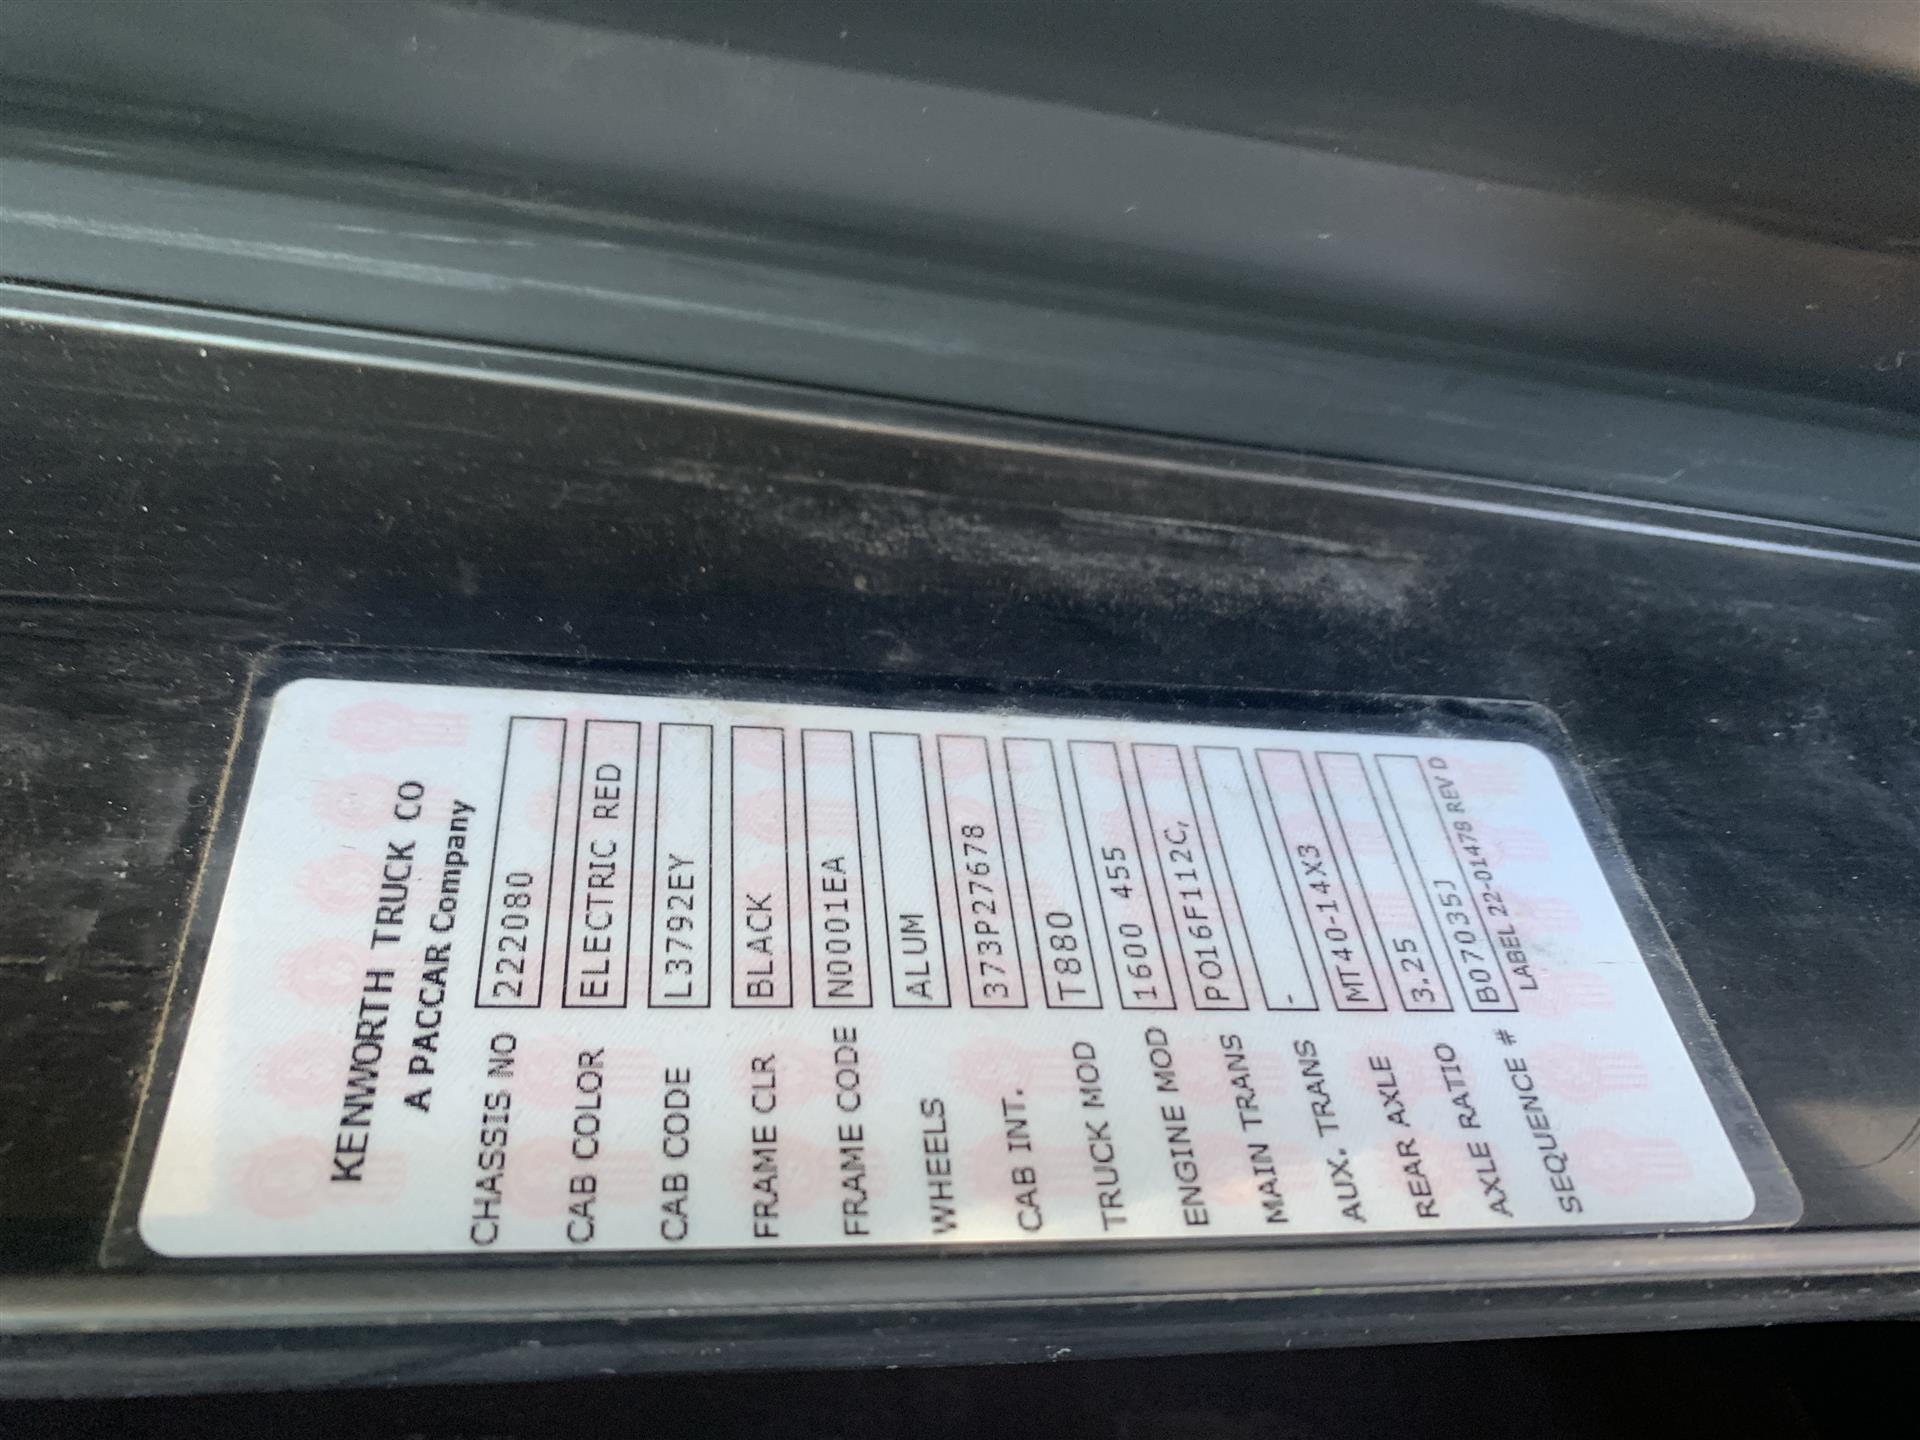 KENWORTH TRUCK CO
A PACCAR Company
CHASSIS NO 222080
CAB COLOR ELECTRIC RED
CAB CODE L3792EY
FRAME CLR BLACK
FRAME CODE N0001EA
WHEELS ALUM
CAB INT. 373P27678
TRUCK MOD T880
ENGINE MOD 1600 455
MAIN TRANS PO16F112C,
AUX. TRANS -
REAR AXLE MT40-14X3
AXLE RATIO 3.25
SEQUENCE # B07035J
LABEL 22-01478 REV D